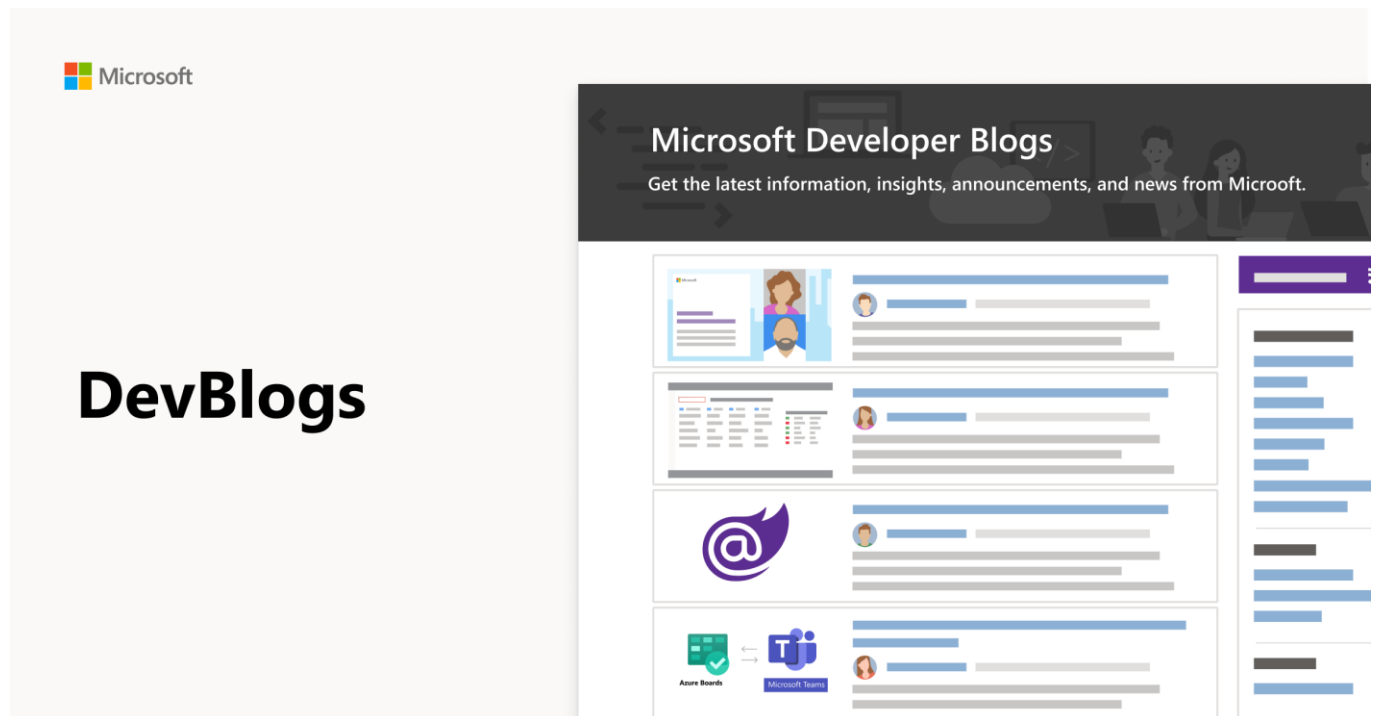 Microsoft
Microsoft Developer Blogs
Get the latest information, insights, announcements, and news from Microoft.
DevBlogs
Microsoft
@
</>
T
Azure Boards
Microsoft Teams